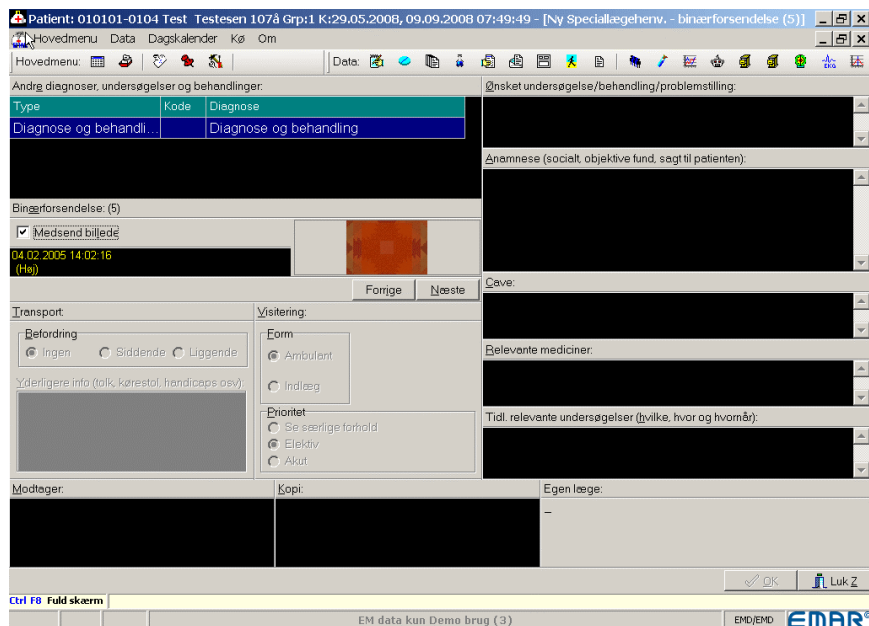 Patient: 010101-0104 Test Testesen 107å Grp:1 K:29.05.2008, 09.09.2008 07:49:49 - [Ny Speciallægehenv. - binærforsendelse (5)]
Hovedmenu Data Dagskalender Kø Om
Hovedmenu: Data:
Andre diagnoser, undersøgelser og behandlinger:
Type Kode Diagnose
Diagnose og behandli... Diagnose og behandling
Binærforsendelse: (5)
Medsend billede
04.02.2005 14:02:16
(Høj)
Forrige Næste
Transport:
Befordring
Ingen Siddende Liggende
Yderligere info (tolk, kørestol, handicaps osv):
Visitering:
Form
Ambulant
Indlæg
Prioritet
Se særlige forhold
Elektiv
Akut
Ønsket undersøgelse/behandling/problemstilling:
Anamnese (socialt, objektive fund, sagt til patienten):
Cave:
Relevante mediciner:
Tidl. relevante undersøgelser (hvilke, hvor og hvornår):
Modtager: Kopi: Egen læge:
–
OK Luk Z
Ctrl F8 Fuld skærm
EM data kun Demo brug (3) EMD/EMD EMAR®